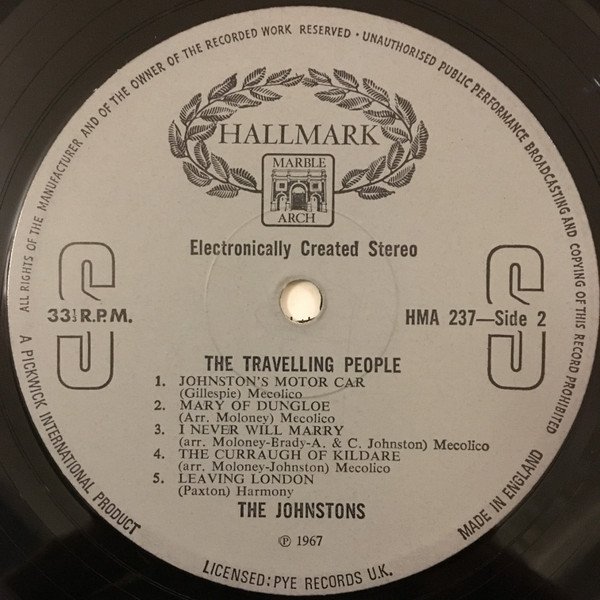 ALL RIGHTS OF THE MANUFACTURER AND OF THE OWNER OF THE RECORDED WORK RESERVED · UNAUTHORISED PUBLIC PERFORMANCE BROADCASTING AND COPYING OF THIS RECORD PROHIBITED
HALLMARK
MARBLE
ARCH
Electronically Created Stereo
33⅓ R.P.M.
HMA 237—Side 2
THE TRAVELLING PEOPLE
1. JOHNSTON'S MOTOR CAR
(Gillespie) Mecolico
2. MARY OF DUNGLOE
(Arr. Moloney) Mecolico
3. I NEVER WILL MARRY
(arr. Moloney-Brady-A. & C. Johnston) Mecolico
4. THE CURRAUGH OF KILDARE
(arr. Moloney-Johnston) Mecolico
5. LEAVING LONDON
(Paxton) Harmony
THE JOHNSTONS
℗ 1967
A PICKWICK INTERNATIONAL PRODUCT
LICENSED: PYE RECORDS U.K.
MADE IN ENGLAND